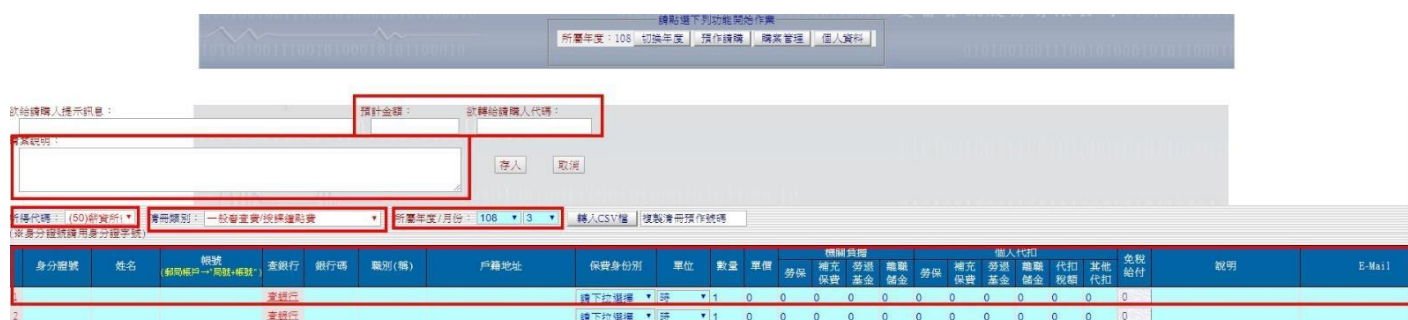 請點選下列功能開始作業
所屬年度：108 切換年度 預作請購 購案管理 個人資料
欲給請購人提示訊息： 預計金額： 欲轉給請購人代碼：
購案說明：
存入 取消
所得代碼： (50)薪資所 清冊類別： 一般審查費/授課鐘點費 所屬年度/月份： 108 3 轉入CSV檔 複製清冊預作號碼
(※身分證號請用身分證字號)
機關負擔 個人代扣
身分證號 姓名 帳號 (郵局帳戶→"局號+帳號") 查銀行 銀行碼 職別(稱) 戶籍地址 保費身份別 單位 數量 單價 勞保 補充保費 勞退基金 離職儲金 勞保 補充保費 勞退基金 離職儲金 代扣稅額 其他代扣 免稅給付 說明 E-Mail
1 查銀行 請下拉選擇 時 1 0 0 0 0 0 0 0 0 0 0 0 0
2 查銀行 請下拉選擇 時 1 0 0 0 0 0 0 0 0 0 0 0 0